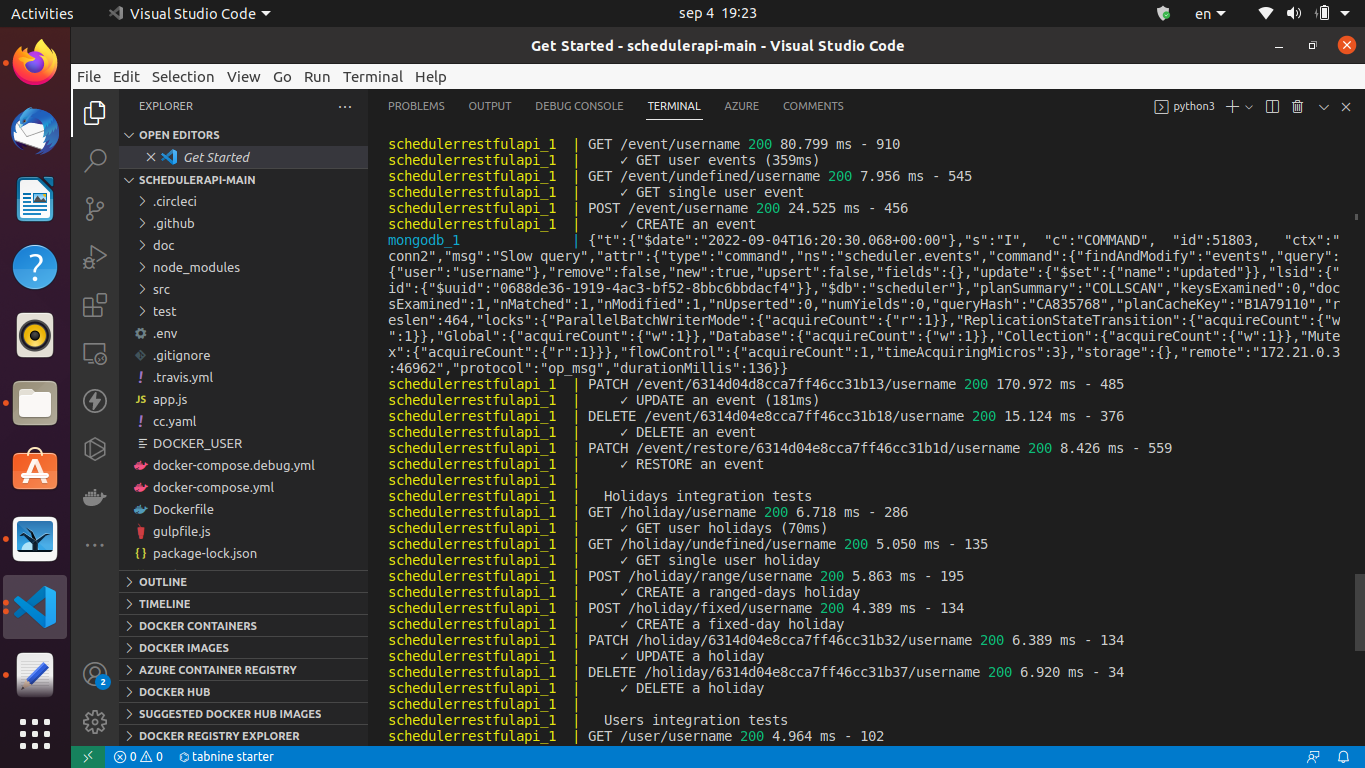 Activities
Visual Studio Code
sep 4 19:23
en
Get Started - schedulerapi-main - Visual Studio Code
File Edit Selection View Go Run Terminal Help
EXPLORER
OPEN EDITORS
Get Started
SCHEDULERAPI-MAIN
.circleci
.github
doc
node_modules
src
test
.env
.gitignore
.travis.yml
JS app.js
cc.yaml
DOCKER_USER
docker-compose.debug.yml
docker-compose.yml
Dockerfile
gulpfile.js
package-lock.json
OUTLINE
TIMELINE
DOCKER CONTAINERS
DOCKER IMAGES
AZURE CONTAINER REGISTRY
DOCKER HUB
SUGGESTED DOCKER HUB IMAGES
DOCKER REGISTRY EXPLORER
PROBLEMS OUTPUT DEBUG CONSOLE TERMINAL AZURE COMMENTS
python3
schedulerrestfulapi_1 | GET /event/username 200 80.799 ms - 910
schedulerrestfulapi_1 | ✓ GET user events (359ms)
schedulerrestfulapi_1 | GET /event/undefined/username 200 7.956 ms - 545
schedulerrestfulapi_1 | ✓ GET single user event
schedulerrestfulapi_1 | POST /event/username 200 24.525 ms - 456
schedulerrestfulapi_1 | ✓ CREATE an event
mongodb_1 | {"t":{"$date":"2022-09-04T16:20:30.068+00:00"},"s":"I", "c":"COMMAND", "id":51803, "ctx":"
conn2","msg":"Slow query","attr":{"type":"command","ns":"scheduler.events","command":{"findAndModify":"events","query":
{"user":"username"},"remove":false,"new":true,"upsert":false,"fields":{},"update":{"$set":{"name":"updated"}},"lsid":{"
id":{"$uuid":"0688de36-1919-4ac3-bf52-8bbc6bbdacf4"}},"$db":"scheduler"},"planSummary":"COLLSCAN","keysExamined":0,"doc
sExamined":1,"nMatched":1,"nModified":1,"nUpserted":0,"numYields":0,"queryHash":"CA835768","planCacheKey":"B1A79110","r
eslen":464,"locks":{"ParallelBatchWriterMode":{"acquireCount":{"r":1}},"ReplicationStateTransition":{"acquireCount":{"w
":1}},"Global":{"acquireCount":{"w":1}},"Database":{"acquireCount":{"w":1}},"Collection":{"acquireCount":{"w":1}},"Mute
x":{"acquireCount":{"r":1}}},"flowControl":{"acquireCount":1,"timeAcquiringMicros":3},"storage":{},"remote":"172.21.0.3
:46962","protocol":"op_msg","durationMillis":136}}
schedulerrestfulapi_1 | PATCH /event/6314d04d8cca7ff46cc31b13/username 200 170.972 ms - 485
schedulerrestfulapi_1 | ✓ UPDATE an event (181ms)
schedulerrestfulapi_1 | DELETE /event/6314d04e8cca7ff46cc31b18/username 200 15.124 ms - 376
schedulerrestfulapi_1 | ✓ DELETE an event
schedulerrestfulapi_1 | PATCH /event/restore/6314d04e8cca7ff46cc31b1d/username 200 8.426 ms - 559
schedulerrestfulapi_1 | ✓ RESTORE an event
schedulerrestfulapi_1 |
schedulerrestfulapi_1 | Holidays integration tests
schedulerrestfulapi_1 | GET /holiday/username 200 6.718 ms - 286
schedulerrestfulapi_1 | ✓ GET user holidays (70ms)
schedulerrestfulapi_1 | GET /holiday/undefined/username 200 5.050 ms - 135
schedulerrestfulapi_1 | ✓ GET single user holiday
schedulerrestfulapi_1 | POST /holiday/range/username 200 5.863 ms - 195
schedulerrestfulapi_1 | ✓ CREATE a ranged-days holiday
schedulerrestfulapi_1 | POST /holiday/fixed/username 200 4.389 ms - 134
schedulerrestfulapi_1 | ✓ CREATE a fixed-day holiday
schedulerrestfulapi_1 | PATCH /holiday/6314d04e8cca7ff46cc31b32/username 200 6.389 ms - 134
schedulerrestfulapi_1 | ✓ UPDATE a holiday
schedulerrestfulapi_1 | DELETE /holiday/6314d04e8cca7ff46cc31b37/username 200 6.920 ms - 34
schedulerrestfulapi_1 | ✓ DELETE a holiday
schedulerrestfulapi_1 |
schedulerrestfulapi_1 | Users integration tests
schedulerrestfulapi_1 | GET /user/username 200 4.964 ms - 102
2
0 0 tabnine starter